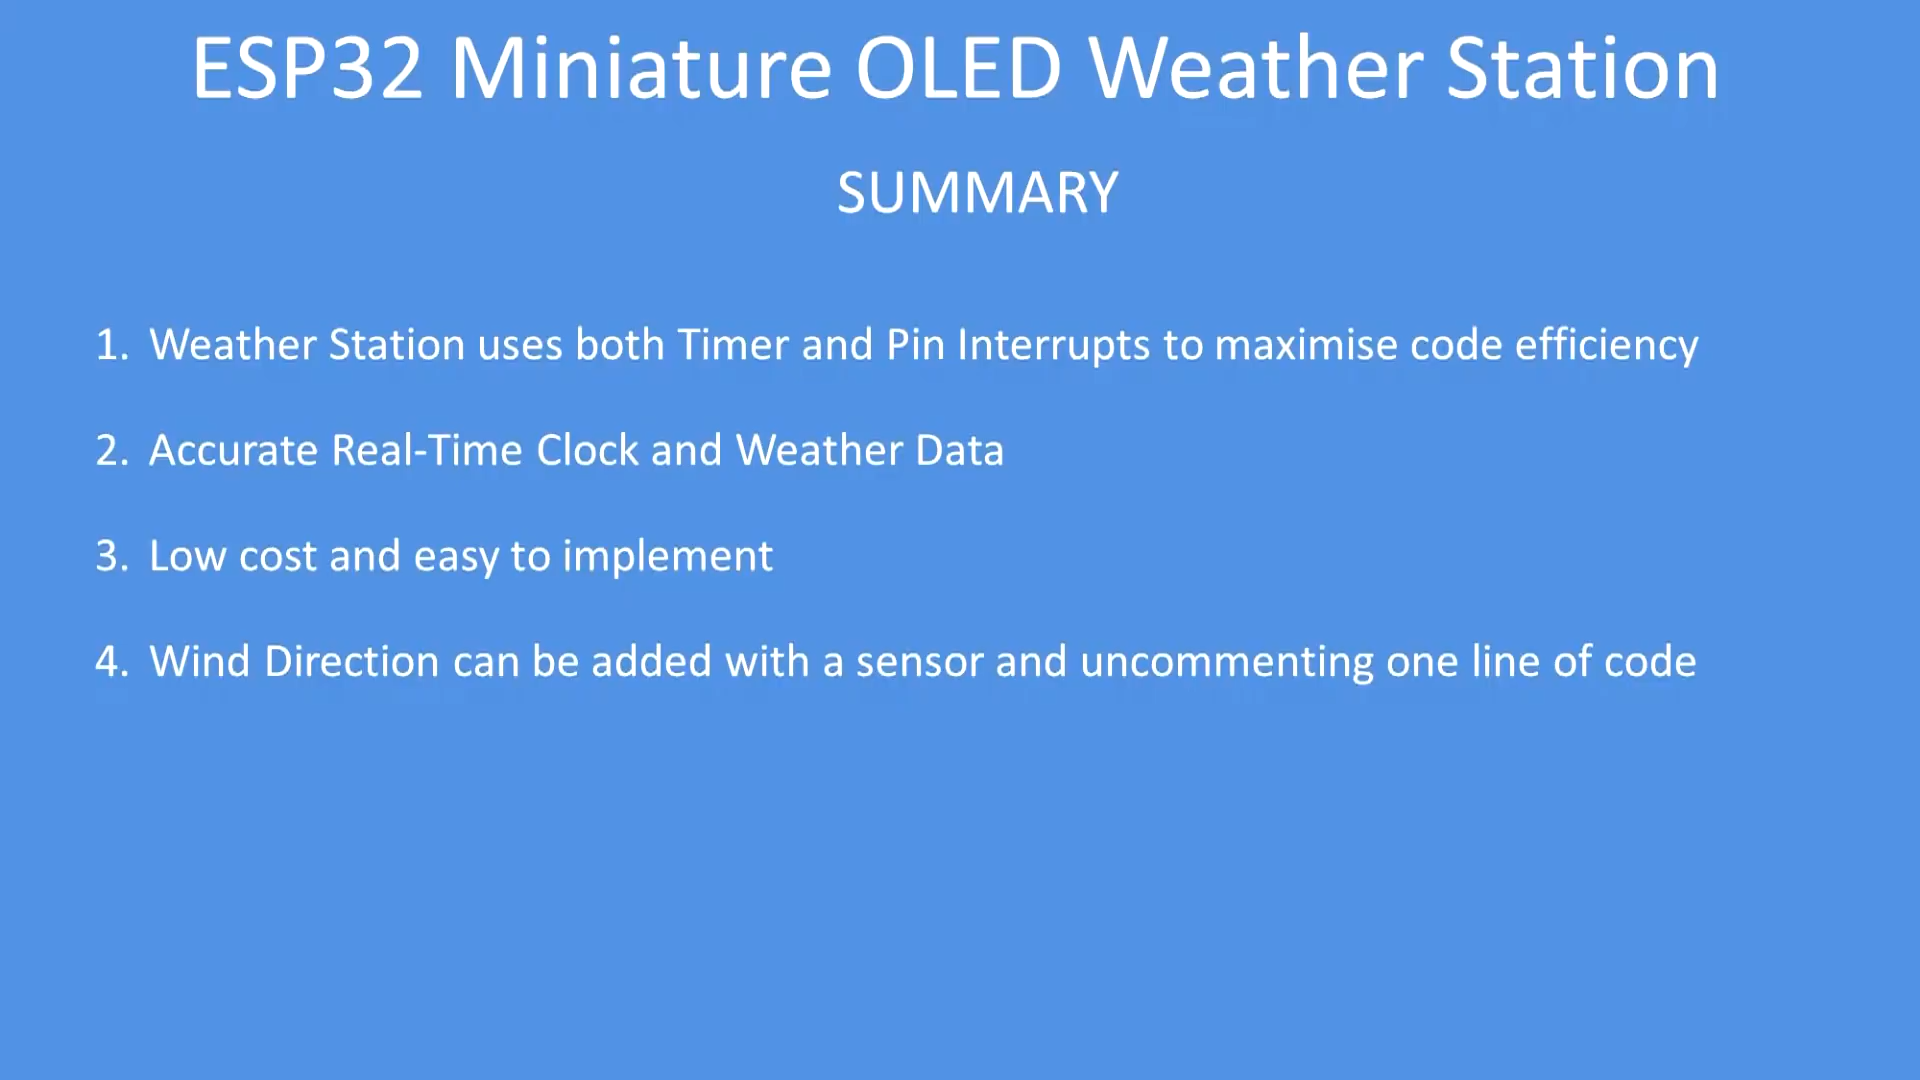 ESP32 Miniature OLED Weather Station
SUMMARY
1. Weather Station uses both Timer and Pin Interrupts to maximise code efficiency
2. Accurate Real-Time Clock and Weather Data
3. Low cost and easy to implement
4. Wind Direction can be added with a sensor and uncommenting one line of code